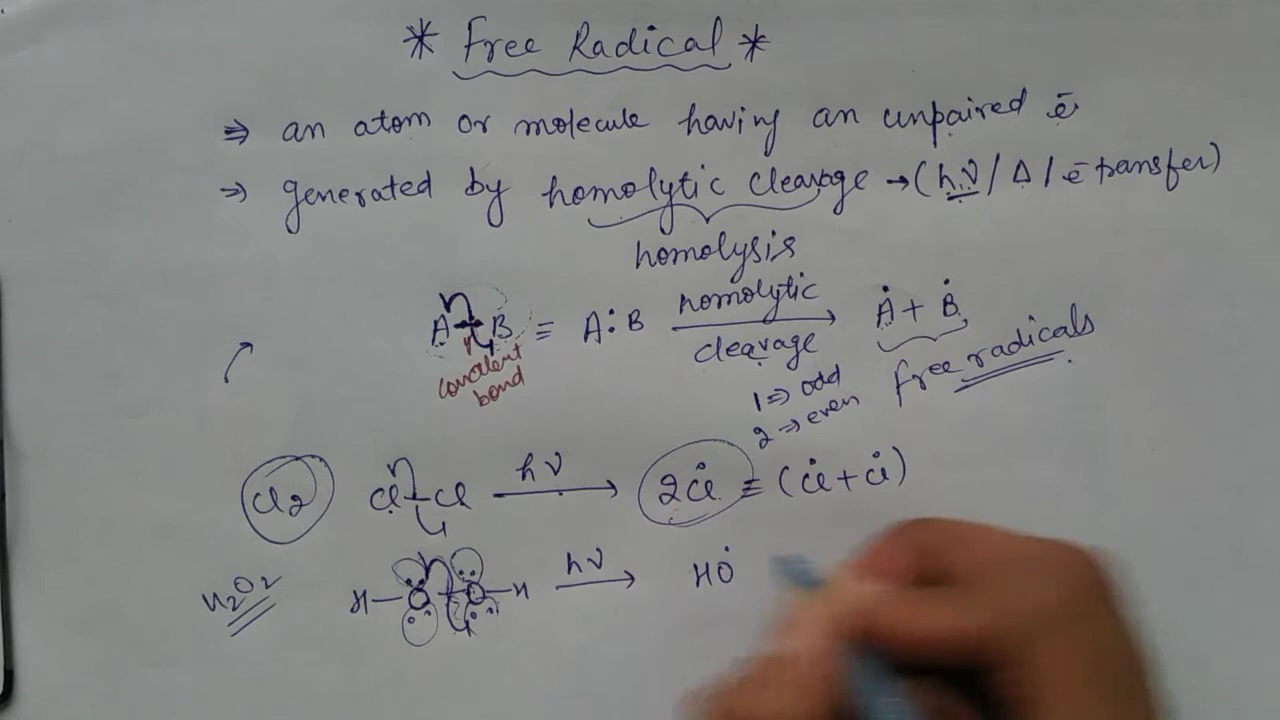 * Free Radical *
⇒ an atom or molecule having an unpaired ē
⇒ generated by homolytic cleavage → (hν / Δ / ē transfer)
homolysis
A–B ≡ A:B homolytic cleavage → Ȧ + Ḃ
covalent bond
free radicals
1 ⇒ odd
2 → even
Cl2 Cl–Cl hν → 2Cl̇ ≡ (Cl̇ + Cl̇)
H2O2 H–O–O–H hν → HȮ